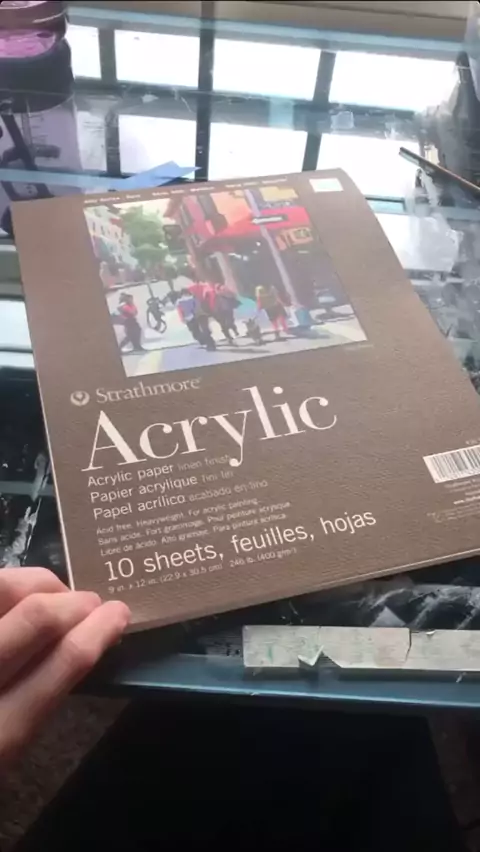 Strathmore
Acrylic
Acrylic paper linen finish
Papier acrylique fini lin
Papel acrílico acabado en lino
Acid free. Heavyweight. For acrylic painting.
Sans acide. Fort grammage. Pour peinture acrylique.
Libre de ácido. Alto gramaje. Para pintura acrílica.
10 sheets, feuilles, hojas
9 in. x 12 in. (22.9 x 30.5 cm) 246 lb. (400 g/m²)